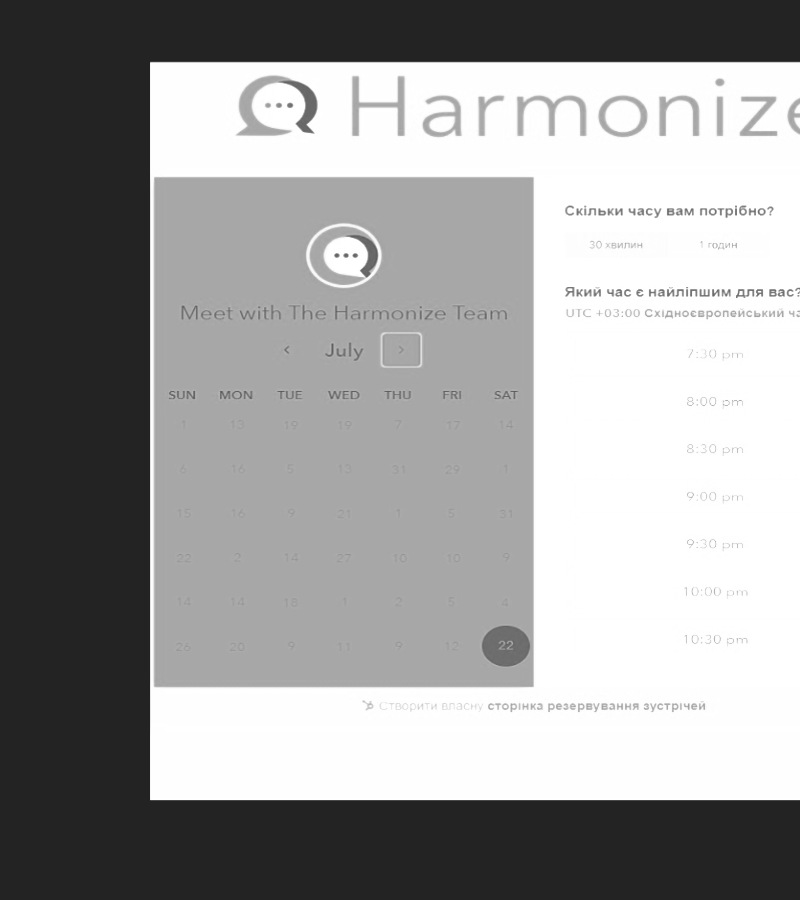 Harmonize
Meet with The Harmonize Team
July
SUN MON TUE WED THU FRI SAT
1 13 19 19 7 17 14
6 16 5 13 31 29 1
15 16 9 21 1 5 31
22 2 14 27 10 10 9
14 14 18 1 2 5 4
26 20 9 11 9 12 22
Скільки часу вам потрібно?
30 хвилин 1 годин
Який час є найліпшим для вас?
UTC +03:00 Східноєвропейський ча
7:30 pm
8:00 pm
8:30 pm
9:00 pm
9:30 pm
10:00 pm
10:30 pm
Створити власну сторінка резервування зустрічей